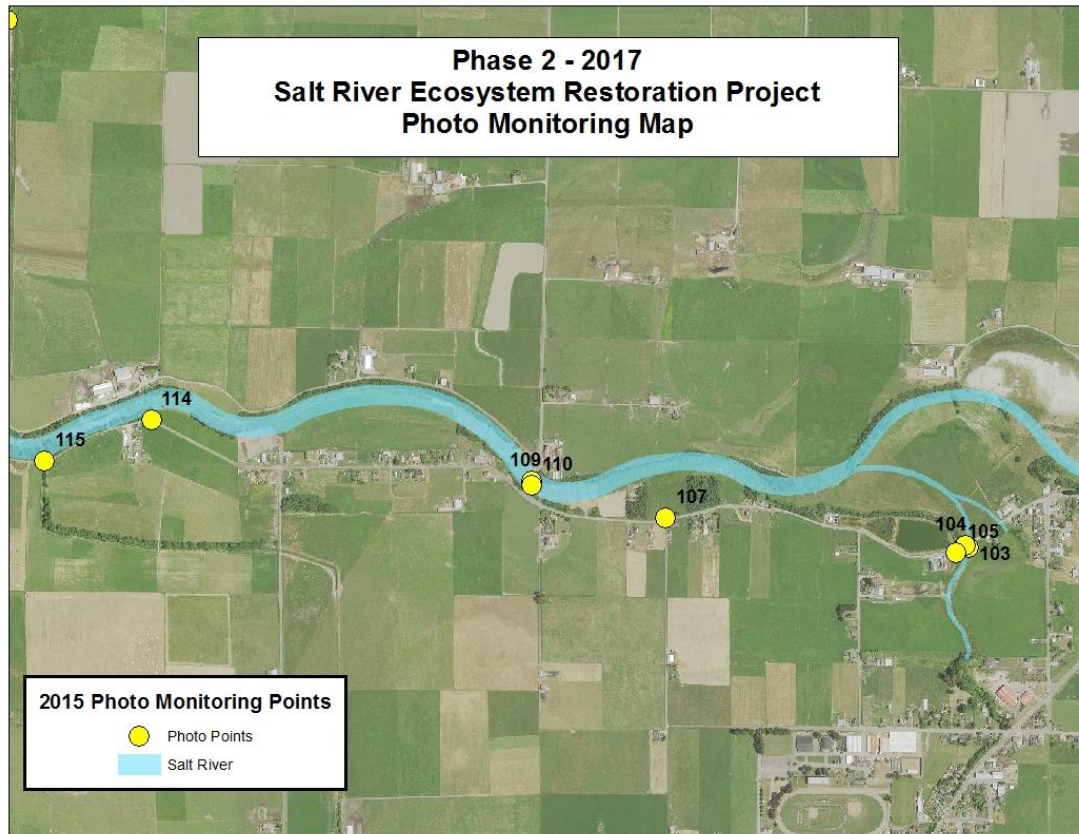 Phase 2 - 2017
Salt River Ecosystem Restoration Project
Photo Monitoring Map
114
115
109
110
107
104
105
103
2015 Photo Monitoring Points
Photo Points
Salt River